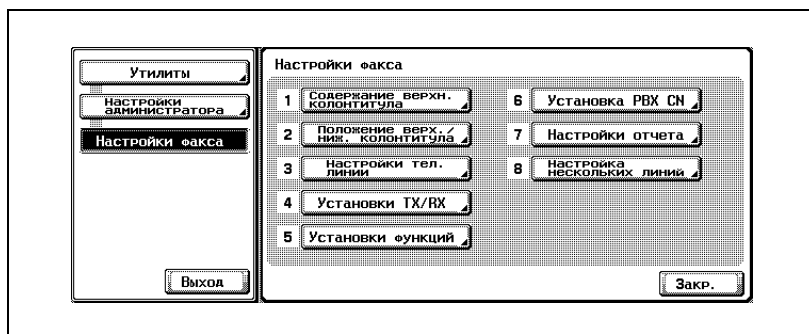 Утилиты
Настройки
администратора
Настройки факса
Выход
Настройки факса
1 Содержание верхн.
колонтитула
2 Положение верх./
ниж. колонтитула
3 Настройки тел.
линии
4 Установки TX/RX
5 Установки функций
6 Установка PBX CN
7 Настройки отчета
8 Настройка
нескольких линий
Закр.